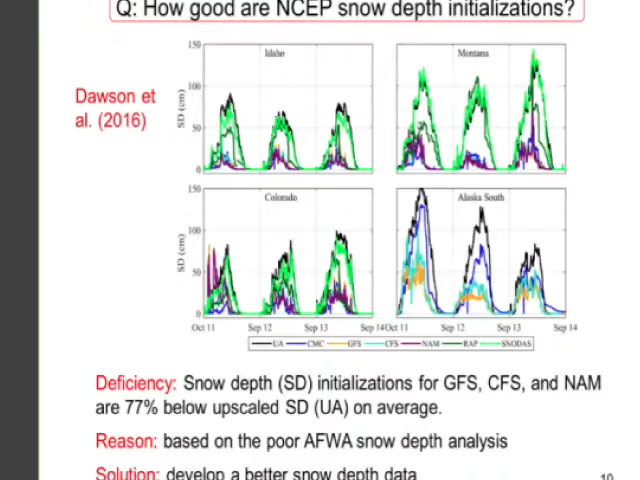 Q: How good are NCEP snow depth initializations?
Dawson et
al. (2016)
150
100
50
0
SD (cm)
Idaho
Montana
150
100
50
0
SD (cm)
Colorado
Alaska South
Oct 11 Sep 12 Sep 13 Sep 14 Oct 11 Sep 12 Sep 13 Sep 14
UA CMC GFS CFS NAM RAP SNODAS
Deficiency: Snow depth (SD) initializations for GFS, CFS, and NAM
are 77% below upscaled SD (UA) on average.
Reason: based on the poor AFWA snow depth analysis
Solution: develop a better snow depth data
10